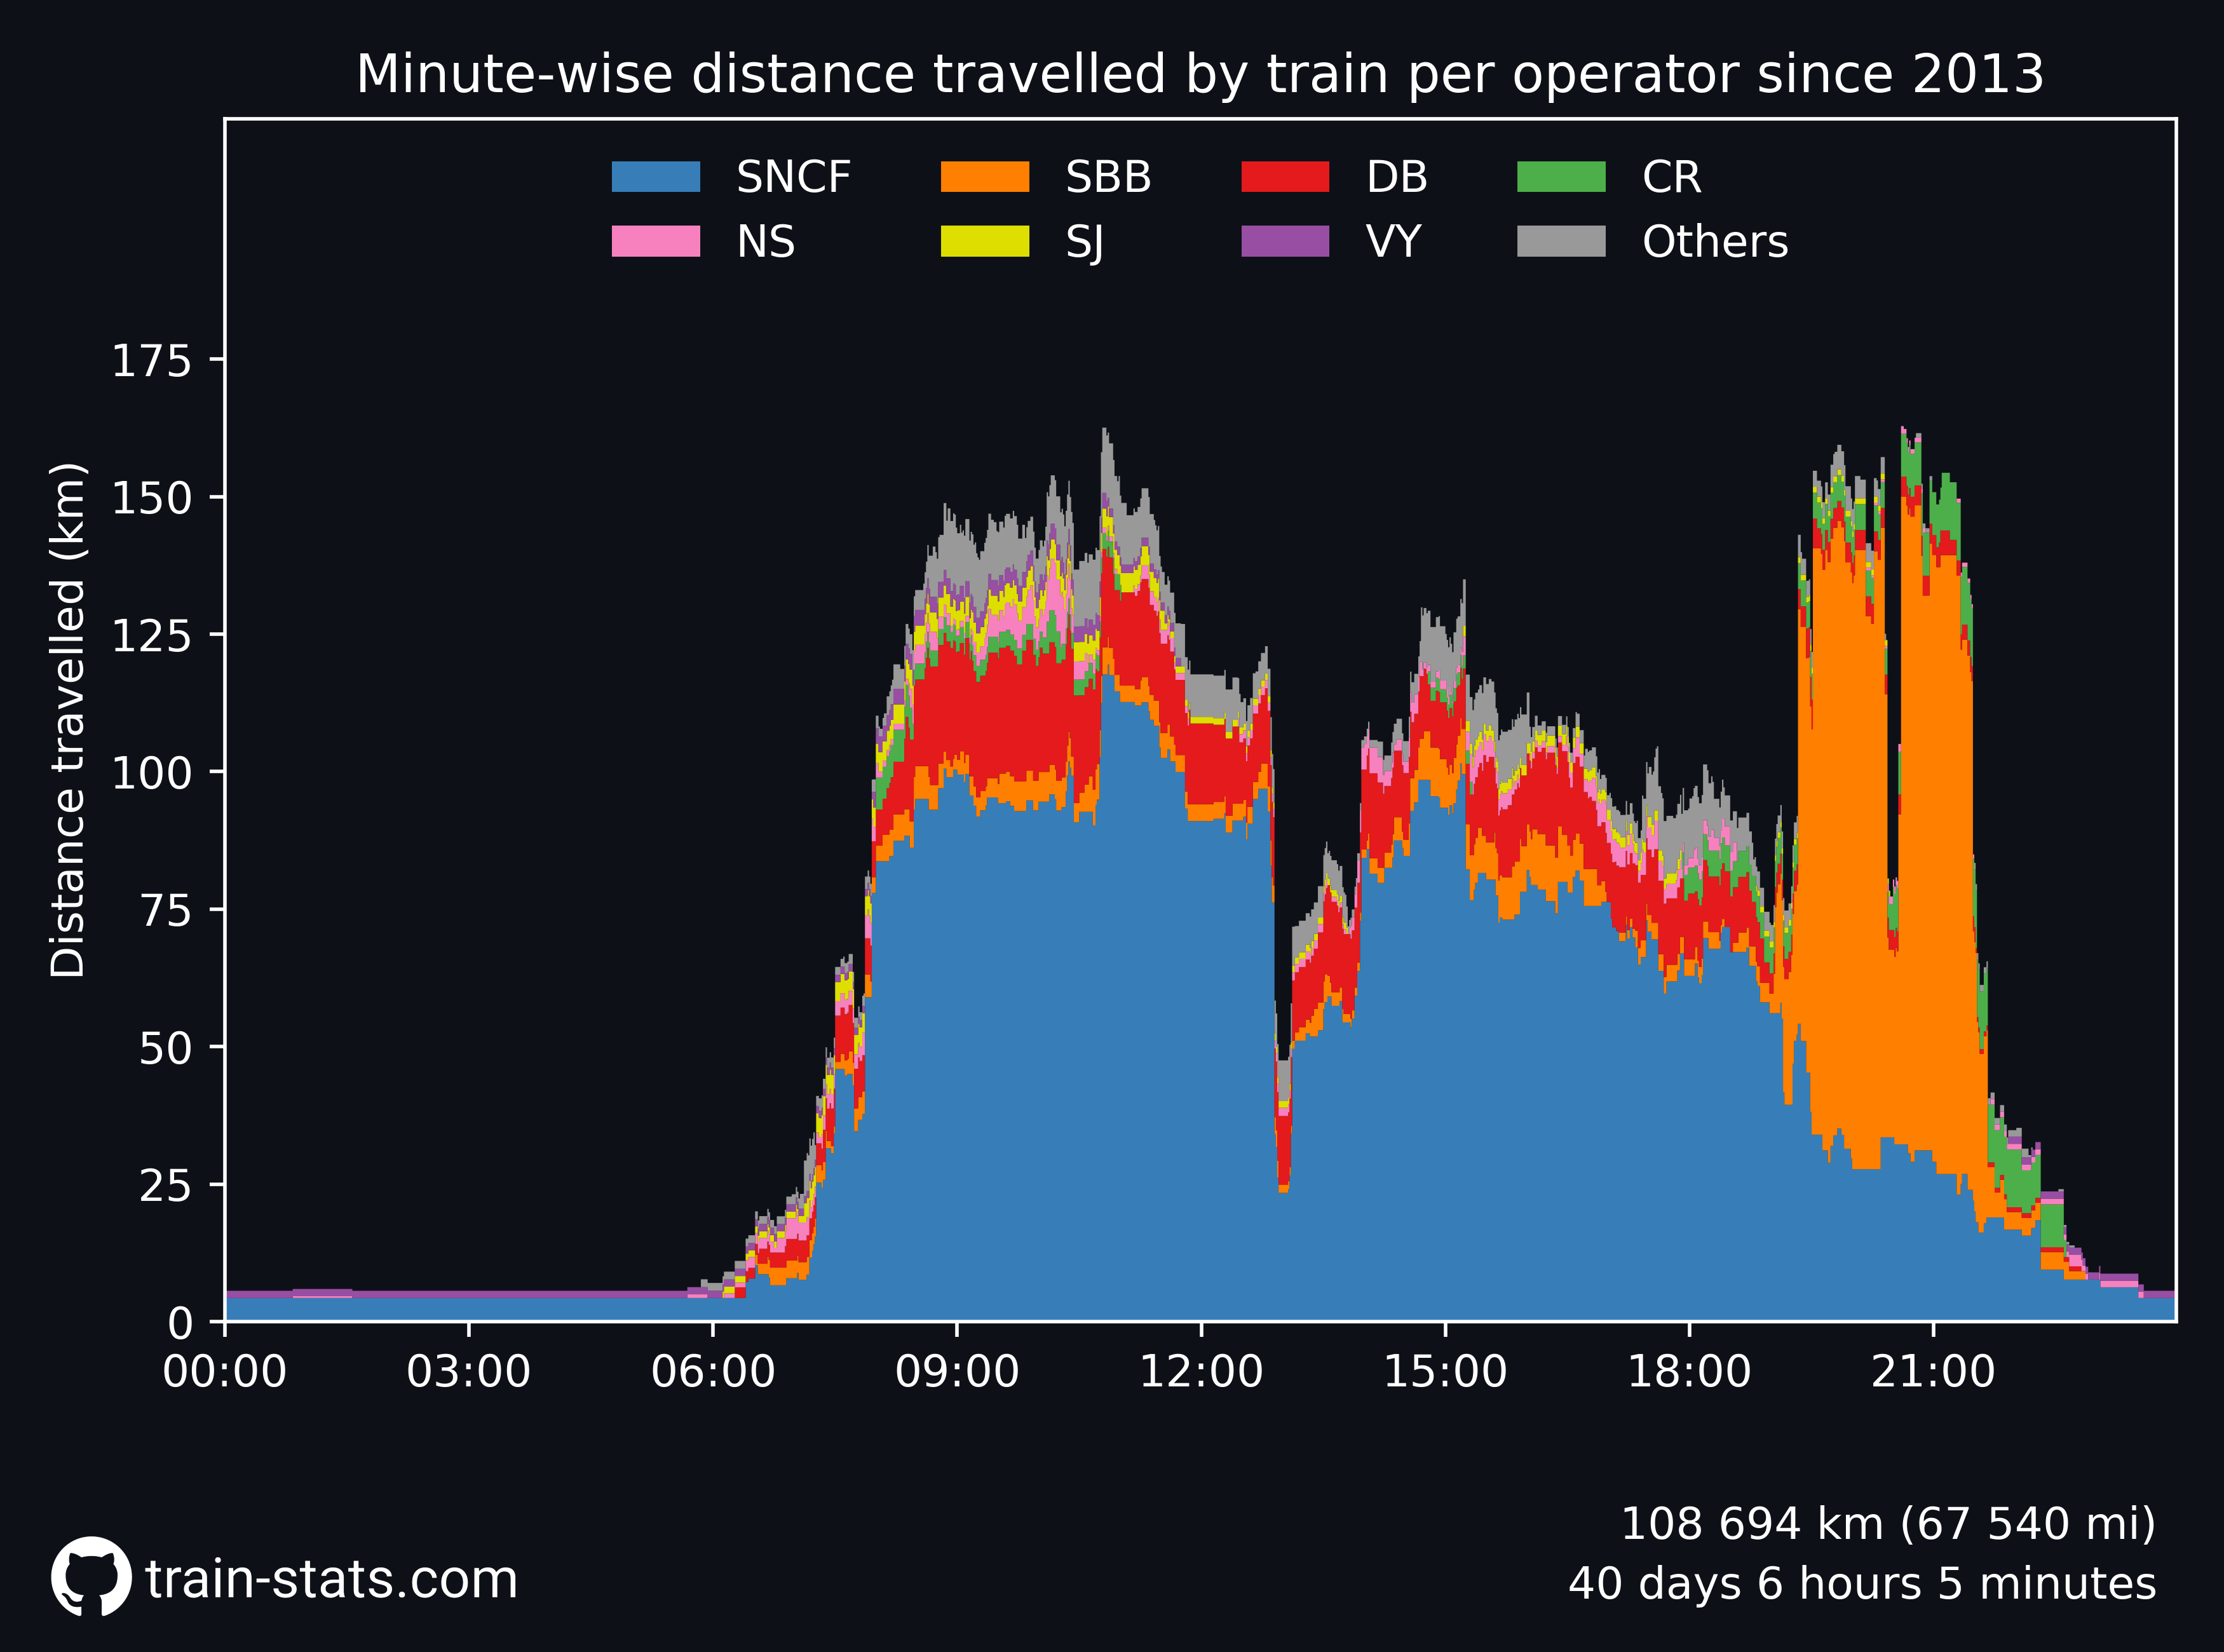 Minute-wise distance travelled by train per operator since 2013
SNCF SBB DB CR
NS SJ VY Others
Distance travelled (km)
175
150
125
100
75
50
25
0
00:00 03:00 06:00 09:00 12:00 15:00 18:00 21:00
108 694 km (67 540 mi)
train-stats.com
40 days 6 hours 5 minutes